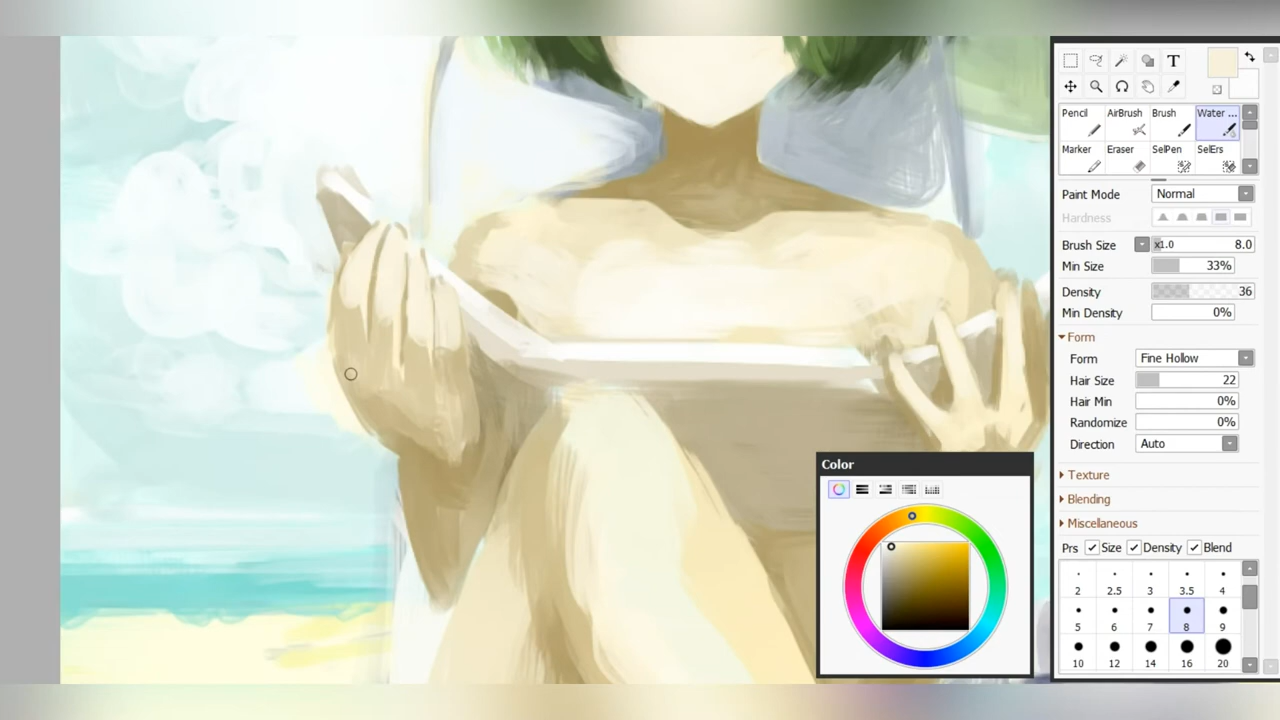 T
Pencil AirBrush Brush Water ...
Marker Eraser SelPen SelErs
Paint Mode Normal
Hardness
Brush Size x1.0 8.0
Min Size 33%
Density 36
Min Density 0%
Form
Form Fine Hollow
Hair Size 22
Hair Min 0%
Randomize 0%
Direction Auto
Texture
Blending
Miscellaneous
Prs Size Density Blend
2 2.5 3 3.5 4
5 6 7 8 9
10 12 14 16 20
Color